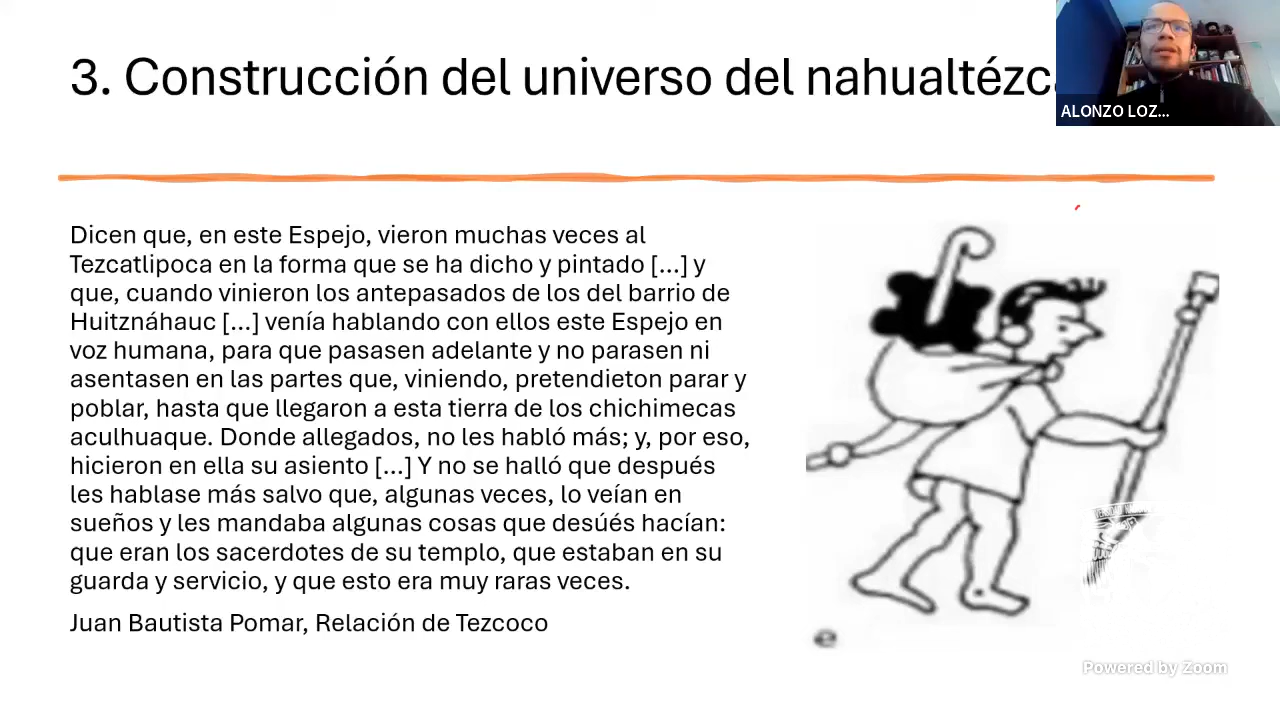 3. Construcción del universo del nahualtézc
ALONZO LOZ...
Dicen que, en este Espejo, vieron muchas veces al
Tezcatlipoca en la forma que se ha dicho y pintado [...] y
que, cuando vinieron los antepasados de los del barrio de
Huitznáhauc [...] venía hablando con ellos este Espejo en
voz humana, para que pasasen adelante y no parasen ni
asentasen en las partes que, viniendo, pretendieton parar y
poblar, hasta que llegaron a esta tierra de los chichimecas
aculhuaque. Donde allegados, no les habló más; y, por eso,
hicieron en ella su asiento [...] Y no se halló que después
les hablase más salvo que, algunas veces, lo veían en
sueños y les mandaba algunas cosas que desúés hacían:
que eran los sacerdotes de su templo, que estaban en su
guarda y servicio, y que esto era muy raras veces.
Juan Bautista Pomar, Relación de Tezcoco
e
Powered by Zoom